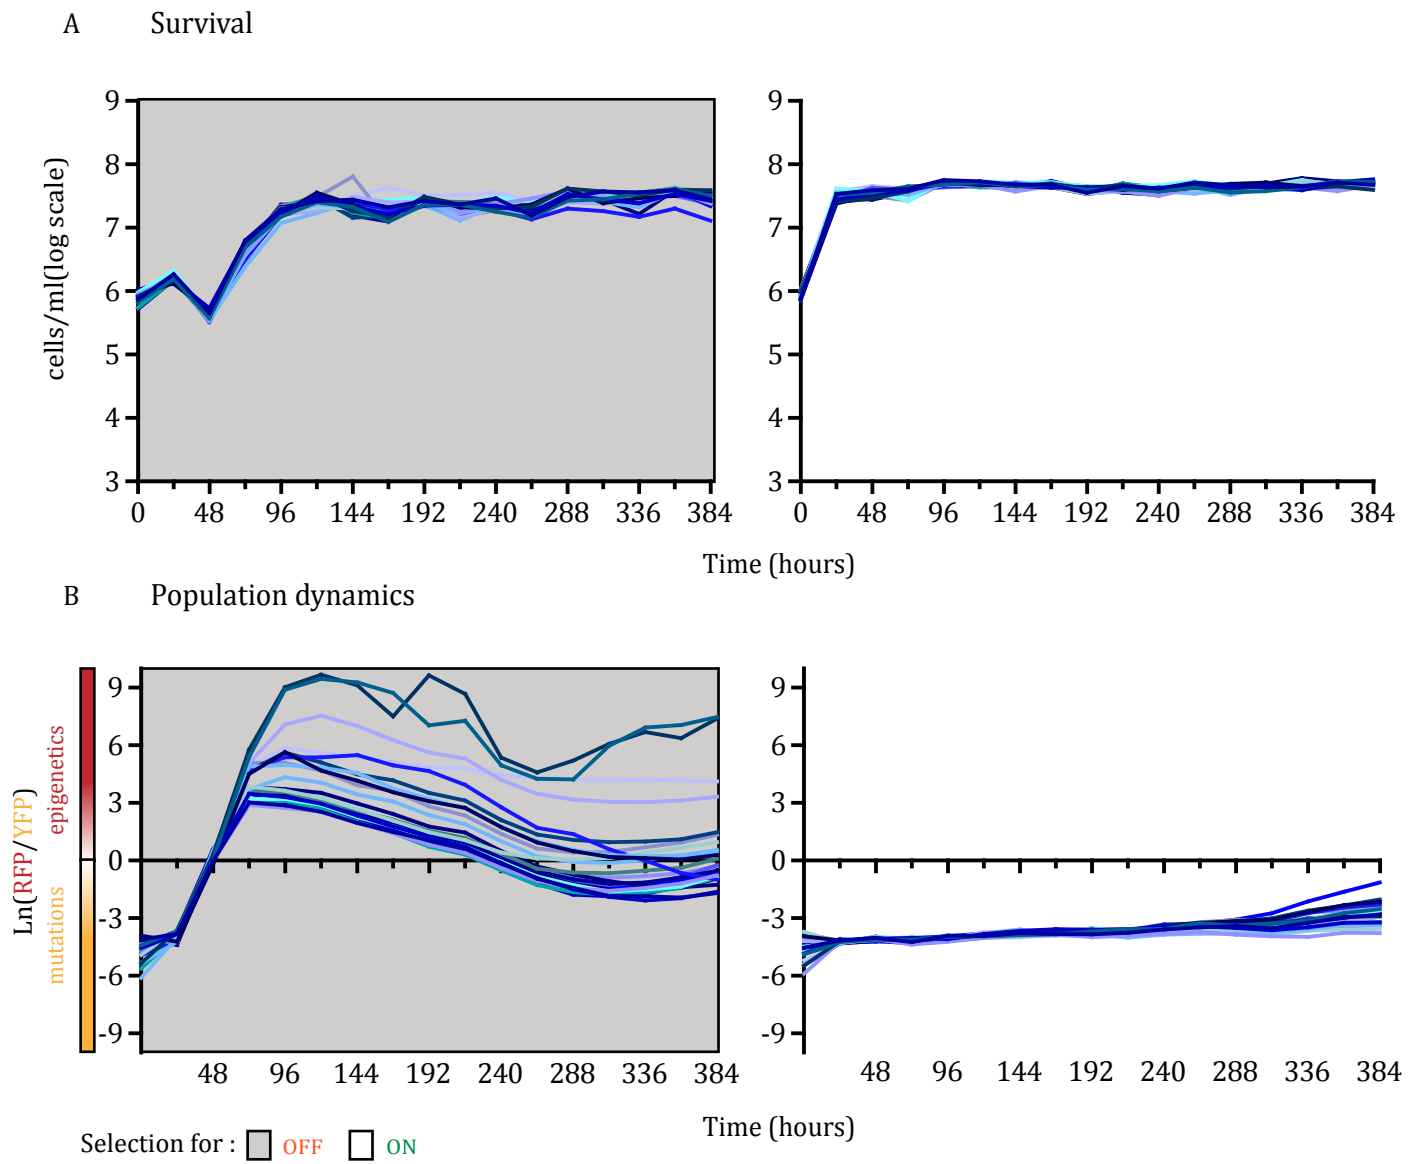 A Survival
cells/ml(log scale)
9
8
7
6
5
4
3
0 48 96 144 192 240 288 336 384
9
8
7
6
5
4
3
0 48 96 144 192 240 288 336 384
Time (hours)
B Population dynamics
Ln(RFP/YFP)
epigenetics
mutations
9
6
3
0
-3
-6
-9
48 96 144 192 240 288 336 384
9
6
3
0
-3
-6
-9
48 96 144 192 240 288 336 384
Time (hours)
Selection for : OFF ON